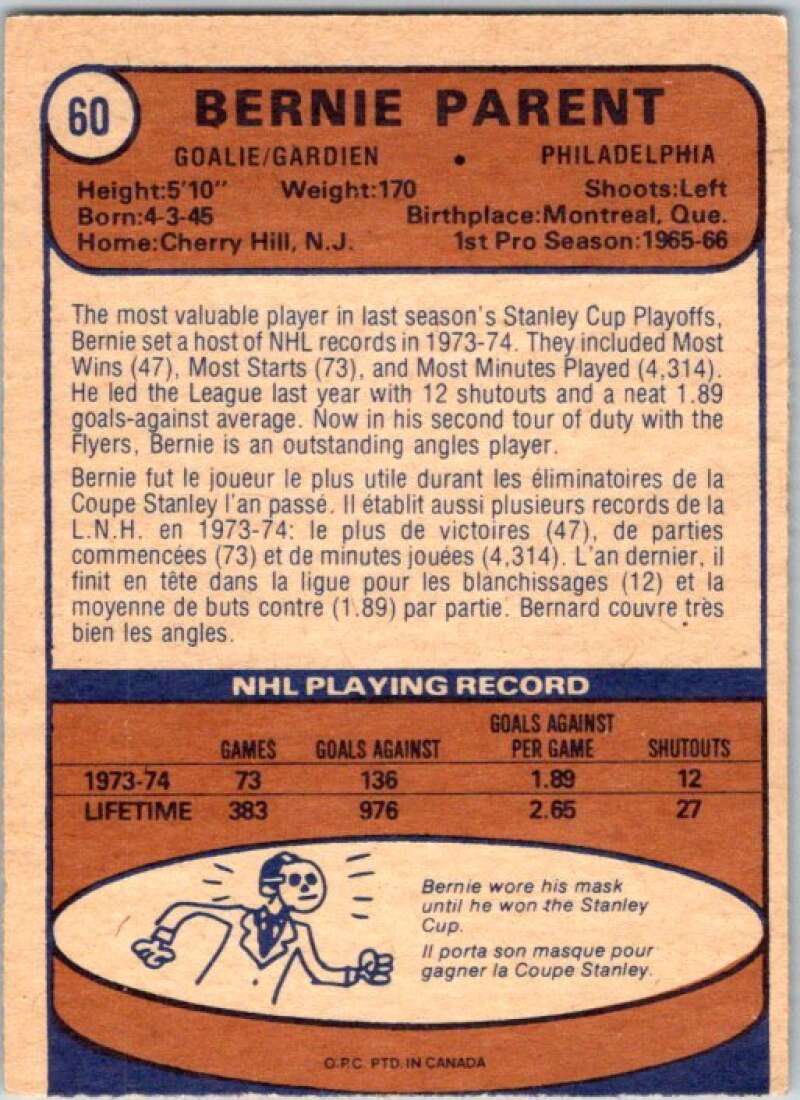 60
BERNIE PARENT
GOALIE/GARDIEN • PHILADELPHIA
Height:5'10" Weight:170 Shoots:Left
Born:4-3-45 Birthplace:Montreal, Que.
Home:Cherry Hill, N.J. 1st Pro Season:1965-66
The most valuable player in last season's Stanley Cup Playoffs,
Bernie set a host of NHL records in 1973-74. They included Most
Wins (47), Most Starts (73), and Most Minutes Played (4,314).
He led the League last year with 12 shutouts and a neat 1.89
goals-against average. Now in his second tour of duty with the
Flyers, Bernie is an outstanding angles player.
Bernie fut le joueur le plus utile durant les éliminatoires de la
Coupe Stanley l'an passé. Il établit aussi plusieurs records de la
L.N.H. en 1973-74: le plus de victoires (47), de parties
commencées (73) et de minutes jouées (4,314). L'an dernier, il
finit en tête dans la ligue pour les blanchissages (12) et la
moyenne de buts contre (1.89) par partie. Bernard couvre très
bien les angles.
NHL PLAYING RECORD
GAMES GOALS AGAINST GOALS AGAINST PER GAME SHUTOUTS
1973-74 73 136 1.89 12
LIFETIME 383 976 2.65 27
Bernie wore his mask
until he won the Stanley
Cup.
Il porta son masque pour
gagner la Coupe Stanley.
O.P.C. PTD. IN CANADA